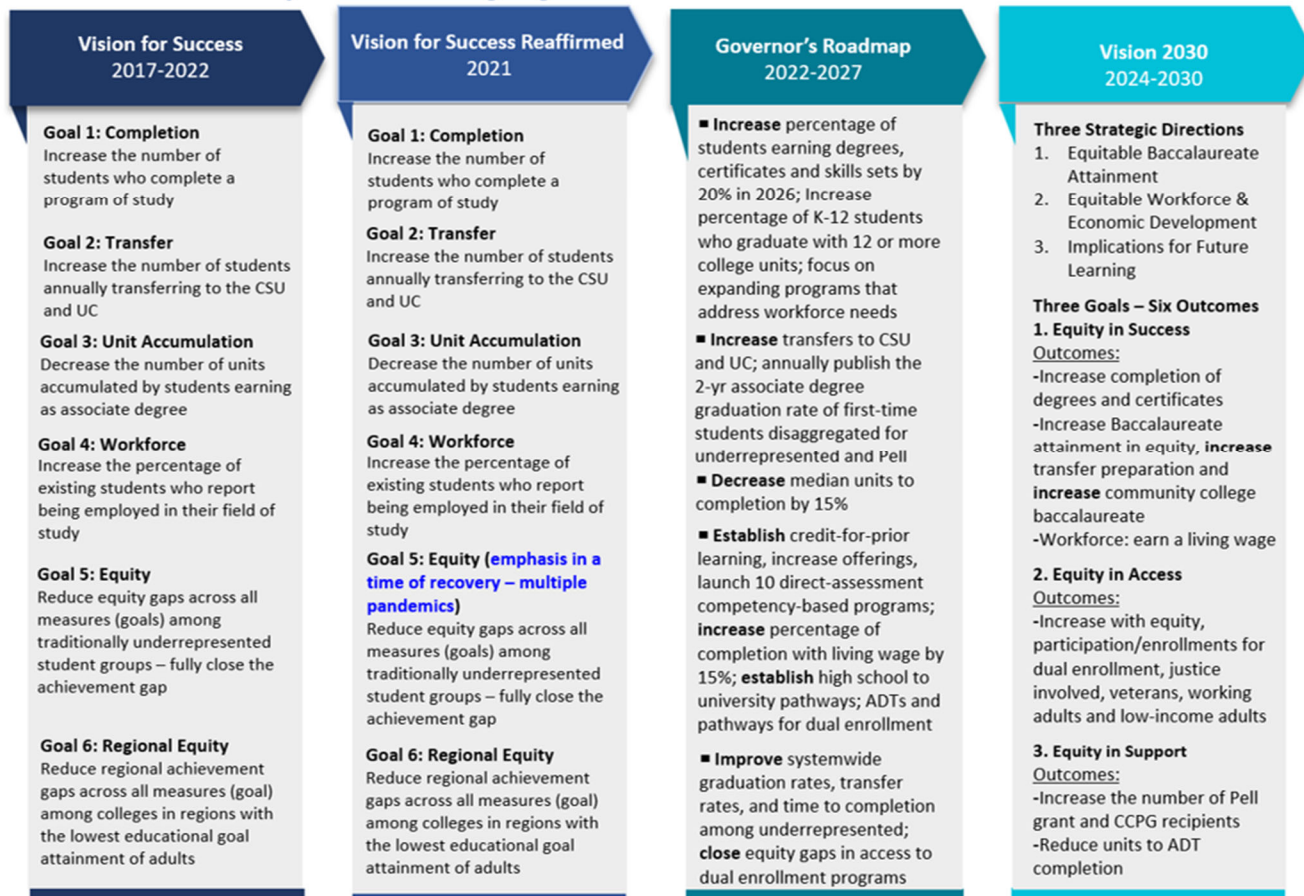 Vision for Success
2017-2022
Goal 1: Completion
Increase the number of
students who complete a
program of study
Goal 2: Transfer
Increase the number of students
annually transferring to the CSU
and UC
Goal 3: Unit Accumulation
Decrease the number of units
accumulated by students earning
as associate degree
Goal 4: Workforce
Increase the percentage of
existing students who report
being employed in their field of
study
Goal 5: Equity
Reduce equity gaps across all
measures (goals) among
traditionally underrepresented
student groups – fully close the
achievement gap
Goal 6: Regional Equity
Reduce regional achievement
gaps across all measures (goal)
among colleges in regions with
the lowest educational goal
attainment of adults
Vision for Success Reaffirmed
2021
Goal 1: Completion
Increase the number of
students who complete a
program of study
Goal 2: Transfer
Increase the number of students
annually transferring to the CSU
and UC
Goal 3: Unit Accumulation
Decrease the number of units
accumulated by students earning
as associate degree
Goal 4: Workforce
Increase the percentage of
existing students who report
being employed in their field of
study
Goal 5: Equity (emphasis in a
time of recovery – multiple
pandemics)
Reduce equity gaps across all
measures (goals) among
traditionally underrepresented
student groups – fully close the
achievement gap
Goal 6: Regional Equity
Reduce regional achievement
gaps across all measures (goal)
among colleges in regions with
the lowest educational goal
attainment of adults
Governor's Roadmap
2022-2027
▪ Increase percentage of
students earning degrees,
certificates and skills sets by
20% in 2026; Increase
percentage of K-12 students
who graduate with 12 or more
college units; focus on
expanding programs that
address workforce needs
▪ Increase transfers to CSU
and UC; annually publish the
2-yr associate degree
graduation rate of first-time
students disaggregated for
underrepresented and Pell
▪ Decrease median units to
completion by 15%
▪ Establish credit-for-prior
learning, increase offerings,
launch 10 direct-assessment
competency-based programs;
increase percentage of
completion with living wage by
15%; establish high school to
university pathways; ADTs and
pathways for dual enrollment
▪ Improve systemwide
graduation rates, transfer
rates, and time to completion
among underrepresented;
close equity gaps in access to
dual enrollment programs
Vision 2030
2024-2030
Three Strategic Directions
1. Equitable Baccalaureate
Attainment
2. Equitable Workforce &
Economic Development
3. Implications for Future
Learning
Three Goals – Six Outcomes
1. Equity in Success
Outcomes:
-Increase completion of
degrees and certificates
-Increase Baccalaureate
attainment in equity, increase
transfer preparation and
increase community college
baccalaureate
-Workforce: earn a living wage
2. Equity in Access
Outcomes:
-Increase with equity,
participation/enrollments for
dual enrollment, justice
involved, veterans, working
adults and low-income adults
3. Equity in Support
Outcomes:
-Increase the number of Pell
grant and CCPG recipients
-Reduce units to ADT
completion